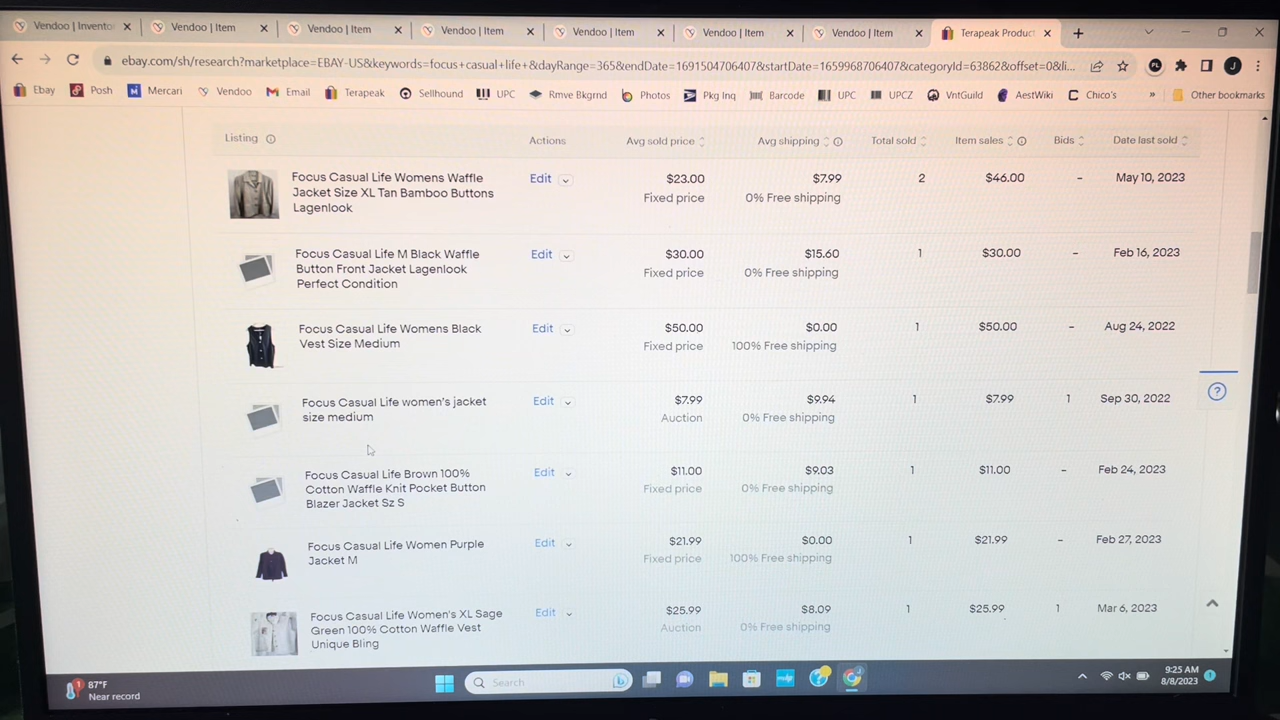 Vendoo | Invento
Vendoo | Item
Vendoo | Item
Vendoo | Item
Vendoo | Item
Vendoo | Item
Vendoo | Item
Terapeak Product
ebay.com/sh/research?marketplace=EBAY-US&keywords=focus+casual+life+&dayRange=365&endDate=1691504706407&startDate=1659968706407&categoryId=63862&offset=0&li...
Ebay
Posh
Mercari
Vendoo
Email
Terapeak
Sellhound
UPC
Rmve Bkgrnd
Photos
Pkg Inq
Barcode
UPC
UPCZ
VntGuild
AestWiki
Chico's
»
Other bookmarks
Listing Actions Avg sold price Avg shipping Total sold Item sales Bids Date last sold
Focus Casual Life Womens Waffle
Jacket Size XL Tan Bamboo Buttons
Lagenlook
Edit
$23.00
Fixed price
$7.99
0% Free shipping
2
$46.00
-
May 10, 2023
Focus Casual Life M Black Waffle
Button Front Jacket Lagenlook
Perfect Condition
Edit
$30.00
Fixed price
$15.60
0% Free shipping
1
$30.00
-
Feb 16, 2023
Focus Casual Life Womens Black
Vest Size Medium
Edit
$50.00
Fixed price
$0.00
100% Free shipping
1
$50.00
-
Aug 24, 2022
Focus Casual Life women's jacket
size medium
Edit
$7.99
Auction
$9.94
0% Free shipping
1
$7.99
1
Sep 30, 2022
Focus Casual Life Brown 100%
Cotton Waffle Knit Pocket Button
Blazer Jacket Sz S
Edit
$11.00
Fixed price
$9.03
0% Free shipping
1
$11.00
-
Feb 24, 2023
Focus Casual Life Women Purple
Jacket M
Edit
$21.99
Fixed price
$0.00
100% Free shipping
1
$21.99
-
Feb 27, 2023
Focus Casual Life Women's XL Sage
Green 100% Cotton Waffle Vest
Unique Bling
Edit
$25.99
Auction
$8.09
0% Free shipping
1
$25.99
1
Mar 6, 2023
87°F
Near record
Search
9:25 AM
8/8/2023